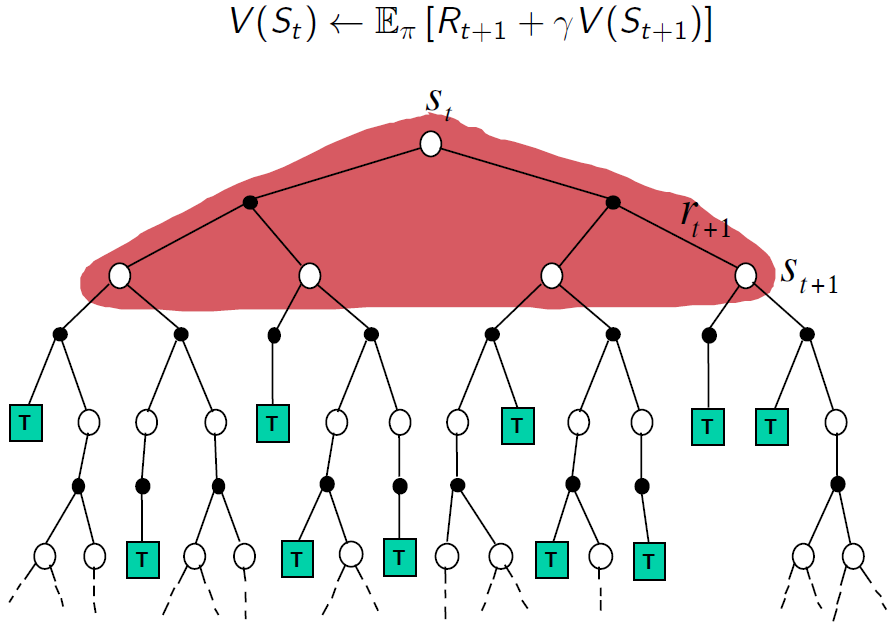 V(S_t) ← 𝔼_π [R_{t+1} + γV(S_{t+1})]
s_t
r_{t+1}
s_{t+1}
T T T T T
T T T T